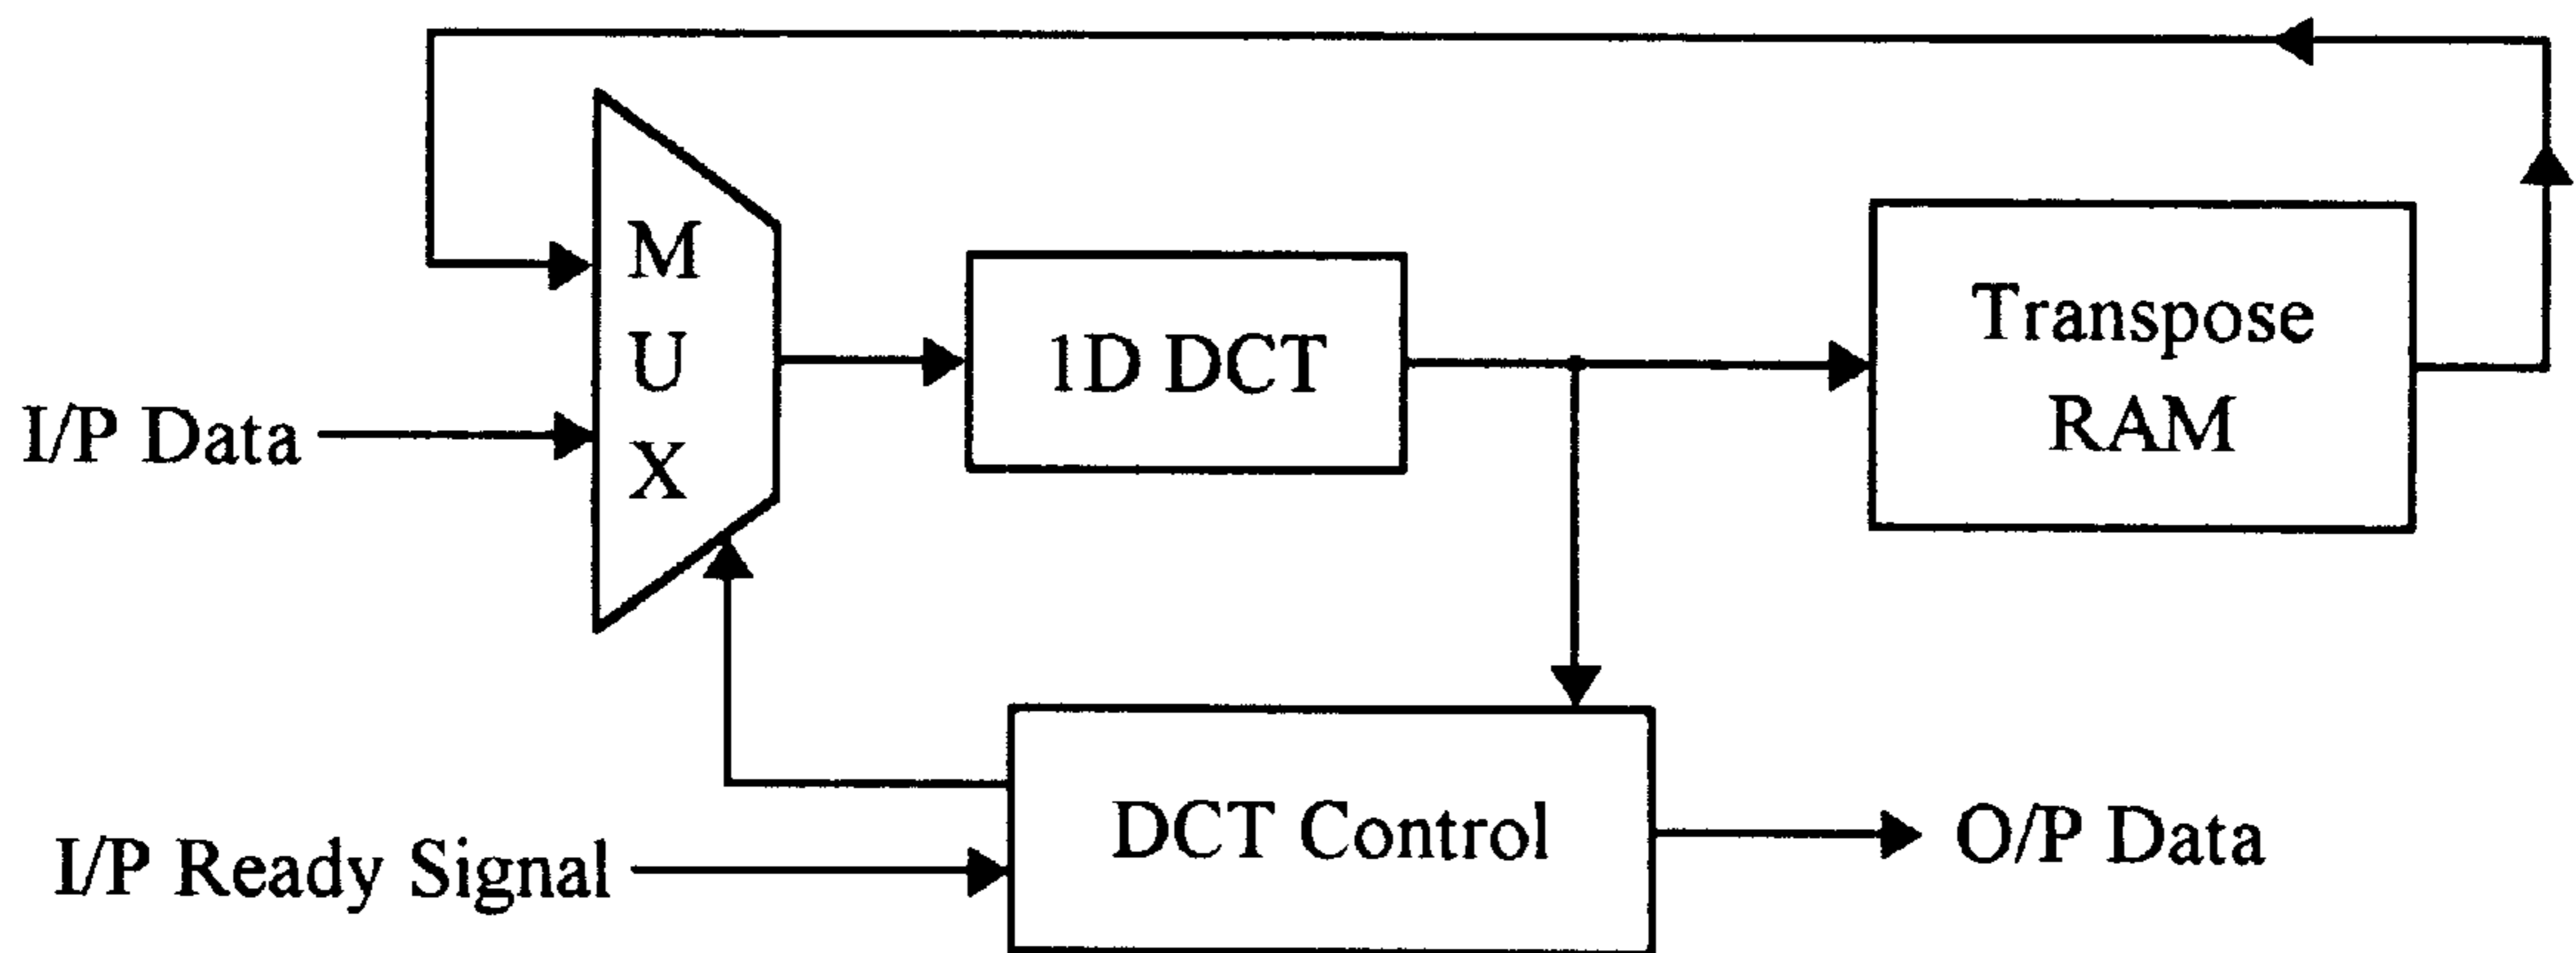 M
U
X
1D DCT
Transpose
RAM
I/P Data
DCT Control
O/P Data
I/P Ready Signal